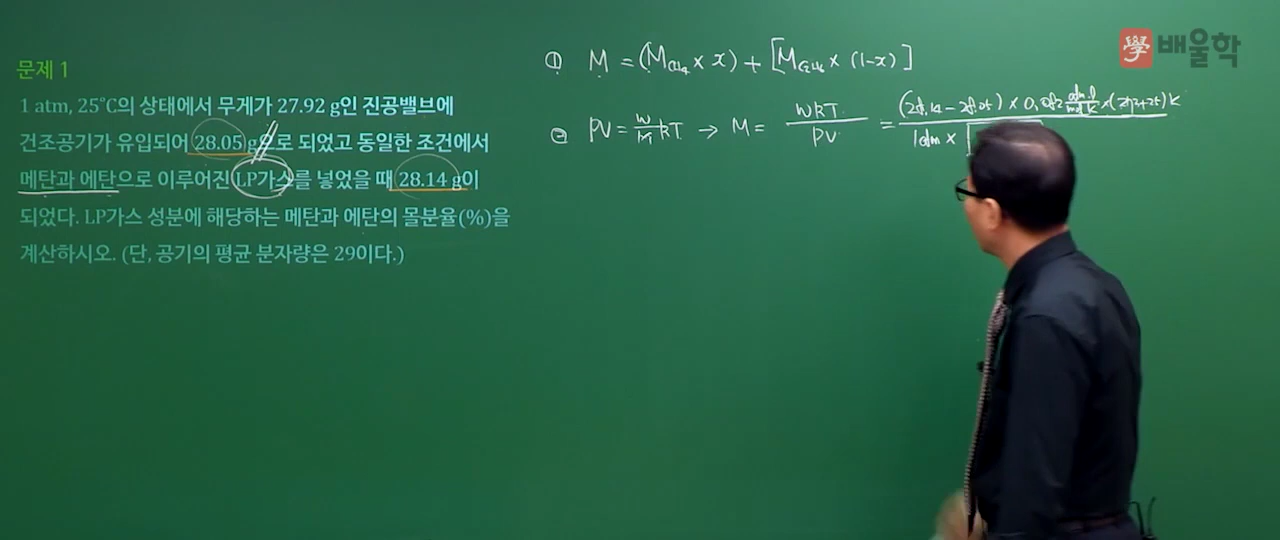 學 배울학
문제 1
1 atm, 25℃의 상태에서 무게가 27.92 g인 진공밸브에
건조공기가 유입되어 28.05 g으로 되었고 동일한 조건에서
메탄과 에탄으로 이루어진 LP가스를 넣었을 때 28.14 g이
되었다. LP가스 성분에 해당하는 메탄과 에탄의 몰분율(%)을
계산하시오. (단, 공기의 평균 분자량은 29이다.)
① M = (M_CH₄ × x) + [M_C₂H₆ × (1-x)]
② PV = W/M RT → M = WRT/PV = (28.14 - 28.05) × 0.082 atm·l/mol·k × (273+25) k / 1atm ×